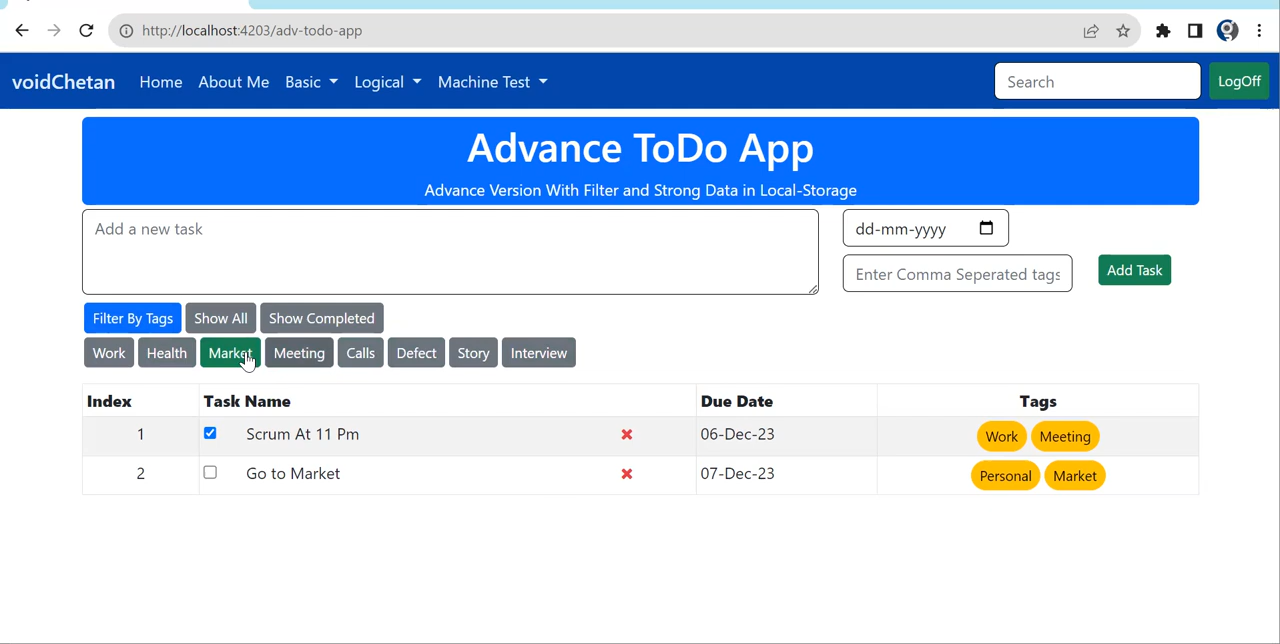 http://localhost:4203/adv-todo-app
voidChetan Home About Me Basic Logical Machine Test Search LogOff
Advance ToDo App
Advance Version With Filter and Strong Data in Local-Storage
Add a new task
dd-mm-yyyy
Enter Comma Seperated tags
Add Task
Filter By Tags Show All Show Completed
Work Health Market Meeting Calls Defect Story Interview
Index Task Name Due Date Tags
1 Scrum At 11 Pm 06-Dec-23 Work Meeting
2 Go to Market 07-Dec-23 Personal Market